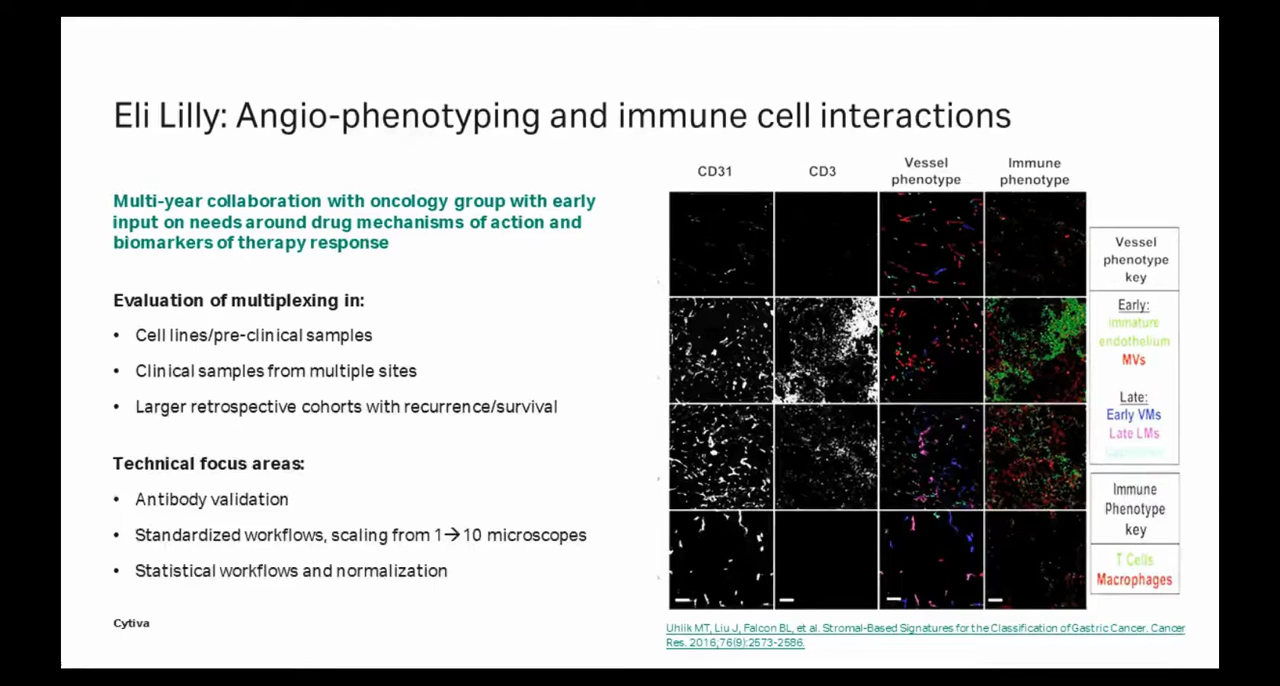 Eli Lilly: Angio-phenotyping and immune cell interactions
Multi-year collaboration with oncology group with early
input on needs around drug mechanisms of action and
biomarkers of therapy response
Evaluation of multiplexing in:
• Cell lines/pre-clinical samples
• Clinical samples from multiple sites
• Larger retrospective cohorts with recurrence/survival
Technical focus areas:
• Antibody validation
• Standardized workflows, scaling from 1→10 microscopes
• Statistical workflows and normalization
Cytiva
CD31
CD3
Vessel
phenotype
Immune
phenotype
Vessel
phenotype
key
Early:
Immature
endothelium
MVs
Late:
Early VMs
Late LMs
Immune
Phenotype
key
T Cells
Macrophages
Uhlik MT, Liu J, Falcon BL, et al. Stromal-Based Signatures for the Classification of Gastric Cancer. Cancer
Res. 2016;76(9):2573-2586.